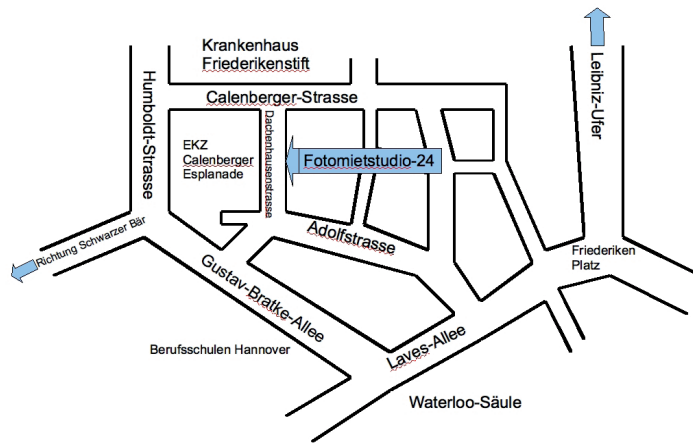 Krankenhaus
Friederikenstift
Leibniz-Ufer
Humboldt-Strasse
Calenberger-Strasse
Dachenhausenstrasse
EKZ
Calenberger
Esplanade
Fotomietstudio-24
Richtung Schwarzer Bär
Adolfstrasse
Friederiken
Platz
Gustav-Bratke-Allee
Berufsschulen Hannover
Laves-Allee
Waterloo-Säule